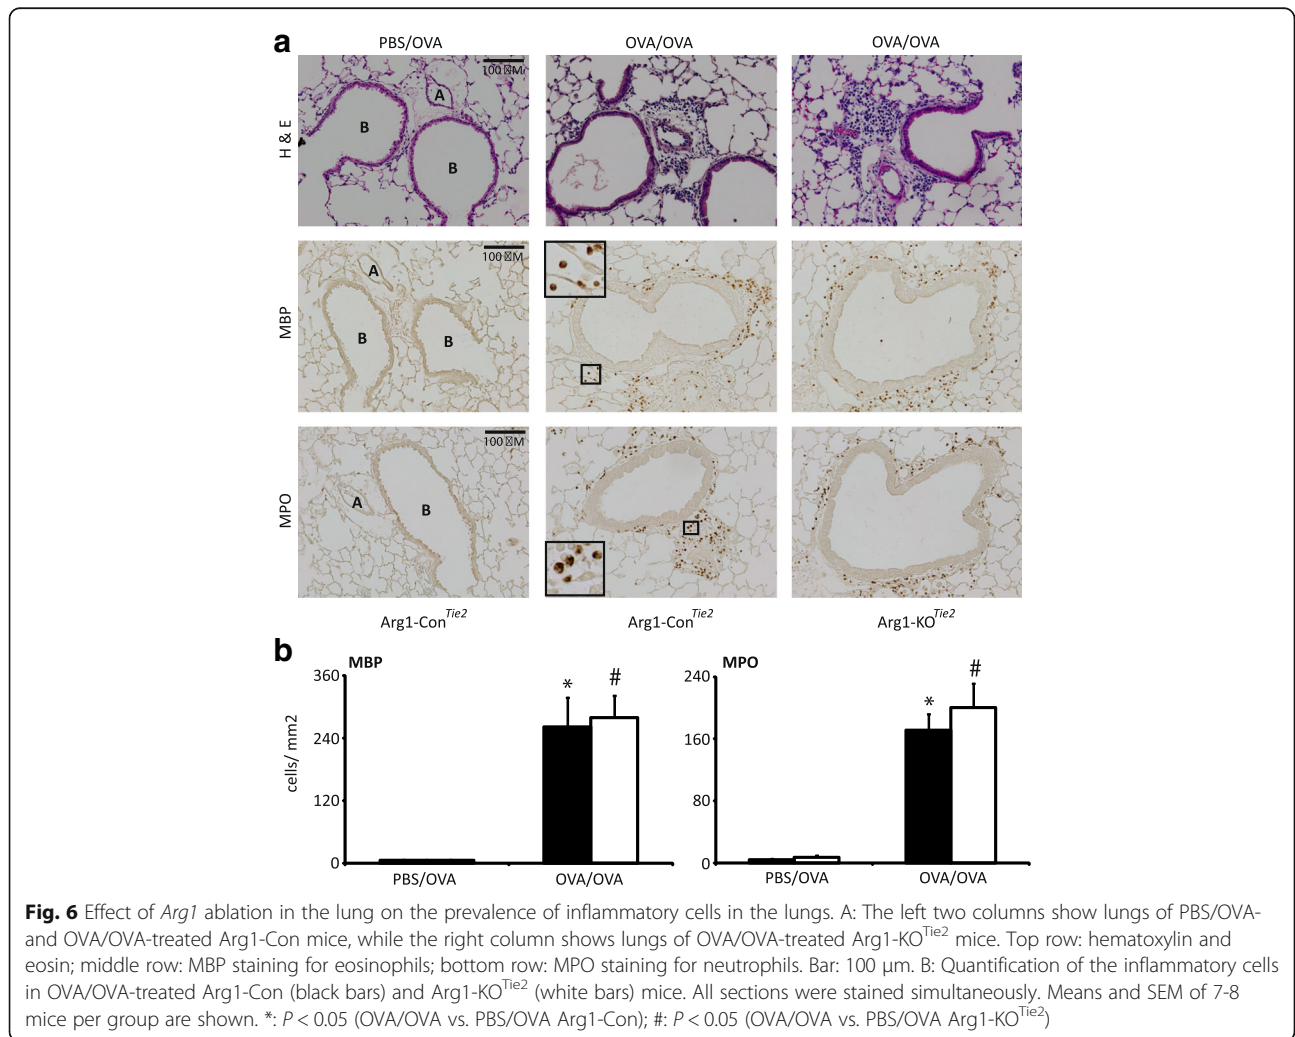 a
PBS/OVA
OVA/OVA
OVA/OVA
H & E
100 M
A
B
B
MBP
100 M
A
B
B
MPO
100 M
A
B
Arg1-Con^Tie2
Arg1-Con^Tie2
Arg1-KO^Tie2
b
MBP
360
240
120
0
cells/ mm2
*
#
PBS/OVA
OVA/OVA
MPO
240
160
80
0
*
#
PBS/OVA
OVA/OVA
Fig. 6 Effect of Arg1 ablation in the lung on the prevalence of inflammatory cells in the lungs. A: The left two columns show lungs of PBS/OVA-
and OVA/OVA-treated Arg1-Con mice, while the right column shows lungs of OVA/OVA-treated Arg1-KO^Tie2 mice. Top row: hematoxylin and
eosin; middle row: MBP staining for eosinophils; bottom row: MPO staining for neutrophils. Bar: 100 μm. B: Quantification of the inflammatory cells
in OVA/OVA-treated Arg1-Con (black bars) and Arg1-KO^Tie2 (white bars) mice. All sections were stained simultaneously. Means and SEM of 7-8
mice per group are shown. *: P < 0.05 (OVA/OVA vs. PBS/OVA Arg1-Con); #: P < 0.05 (OVA/OVA vs. PBS/OVA Arg1-KO^Tie2)